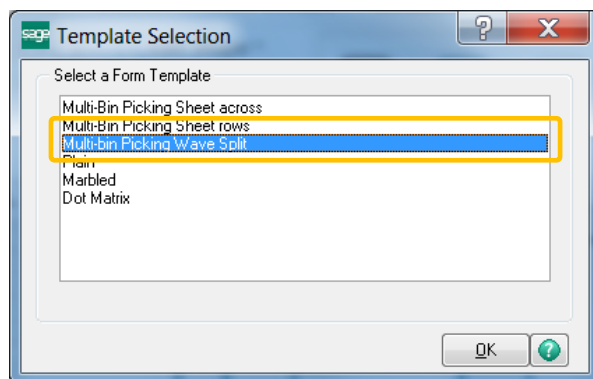 sage Template Selection
Select a Form Template
Multi-Bin Picking Sheet across
Multi-Bin Picking Sheet rows
Multi-bin Picking Wave Split
Plain
Marbled
Dot Matrix
OK